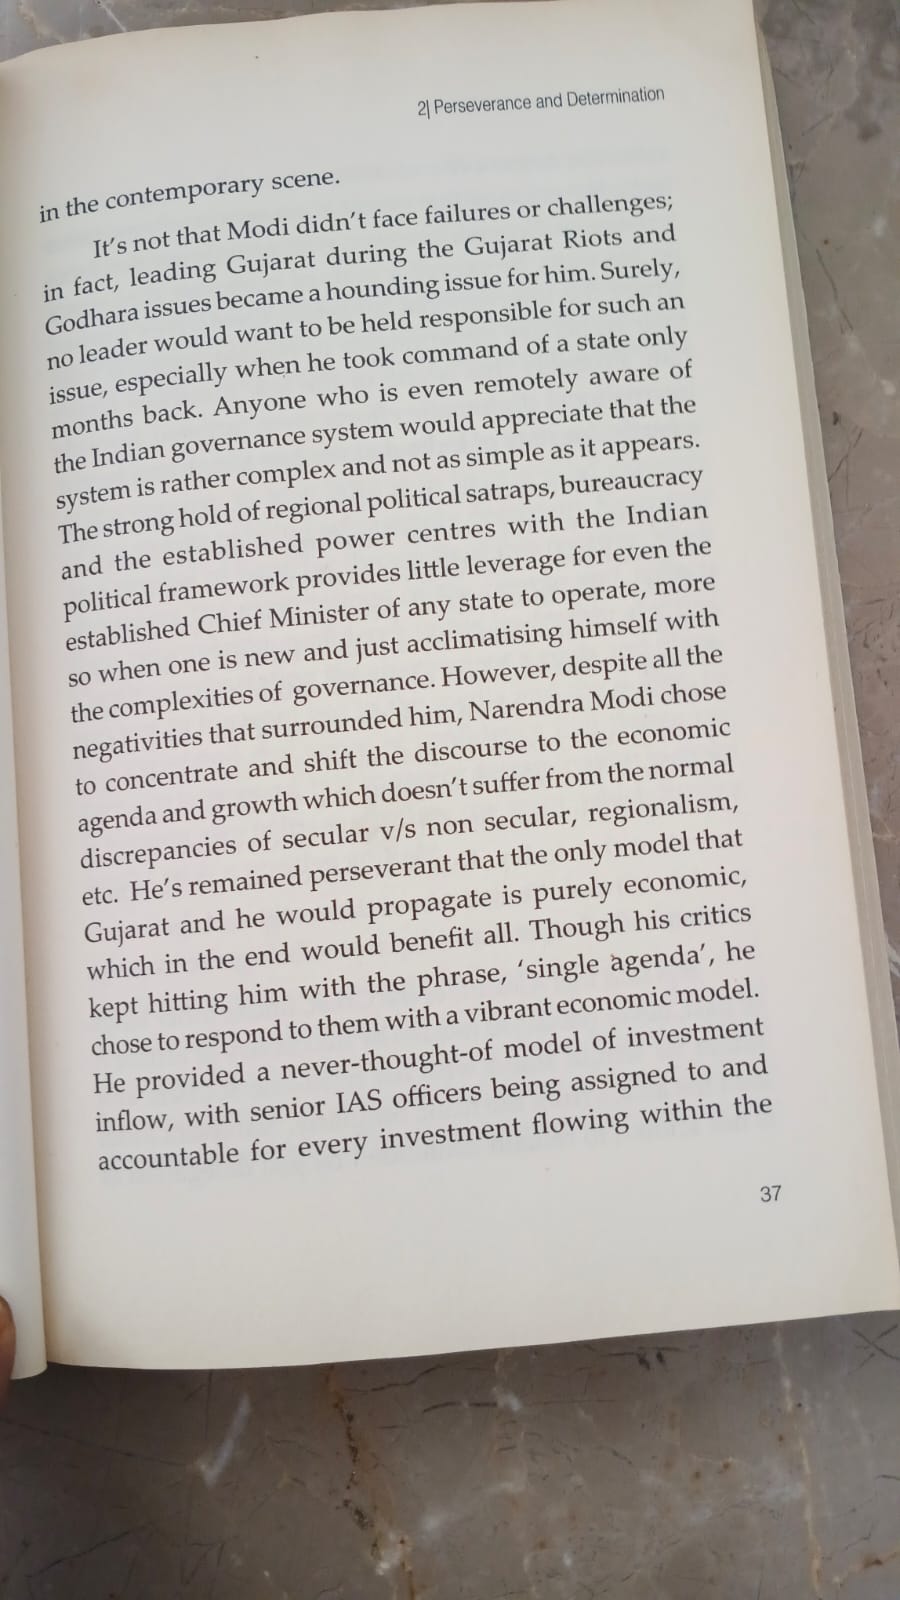 2| Perseverance and Determination
in the contemporary scene.
It's not that Modi didn't face failures or challenges;
in fact, leading Gujarat during the Gujarat Riots and
Godhara issues became a hounding issue for him. Surely,
no leader would want to be held responsible for such an
issue, especially when he took command of a state only
months back. Anyone who is even remotely aware of
the Indian governance system would appreciate that the
system is rather complex and not as simple as it appears.
The strong hold of regional political satraps, bureaucracy
and the established power centres with the Indian
political framework provides little leverage for even the
established Chief Minister of any state to operate, more
so when one is new and just acclimatising himself with
the complexities of governance. However, despite all the
negativities that surrounded him, Narendra Modi chose
to concentrate and shift the discourse to the economic
agenda and growth which doesn't suffer from the normal
discrepancies of secular v/s non secular, regionalism,
etc. He's remained perseverant that the only model that
Gujarat and he would propagate is purely economic,
which in the end would benefit all. Though his critics
kept hitting him with the phrase, 'single agenda', he
chose to respond to them with a vibrant economic model.
He provided a never-thought-of model of investment
inflow, with senior IAS officers being assigned to and
accountable for every investment flowing within the
37